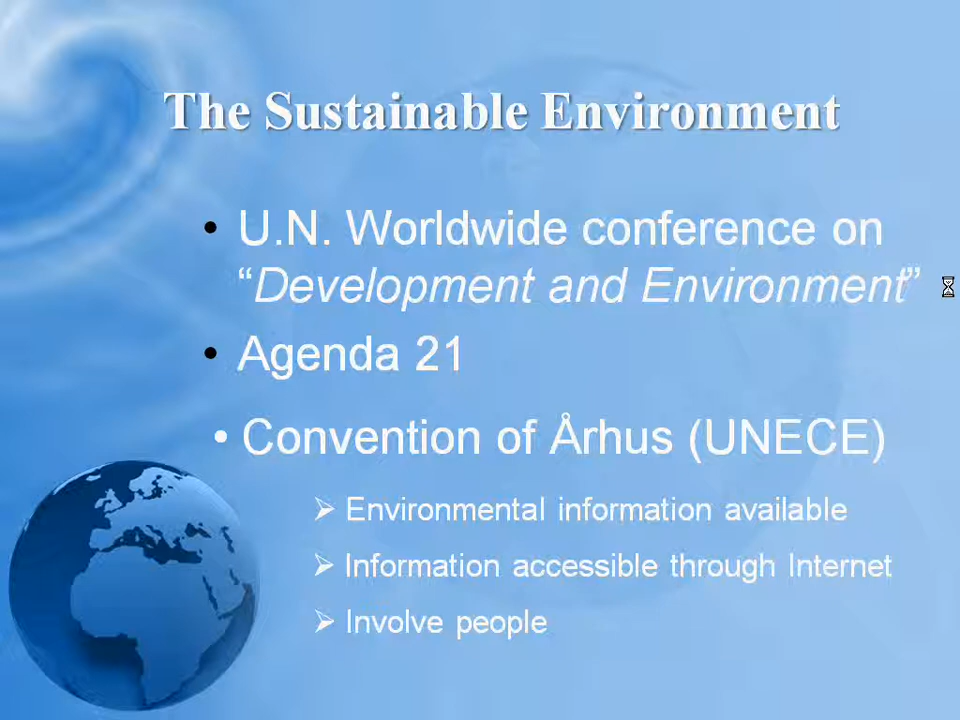 The Sustainable Environment
• U.N. Worldwide conference on
“Development and Environment”
• Agenda 21
• Convention of Århus (UNECE)
➢ Environmental information available
➢ Information accessible through Internet
➢ Involve people